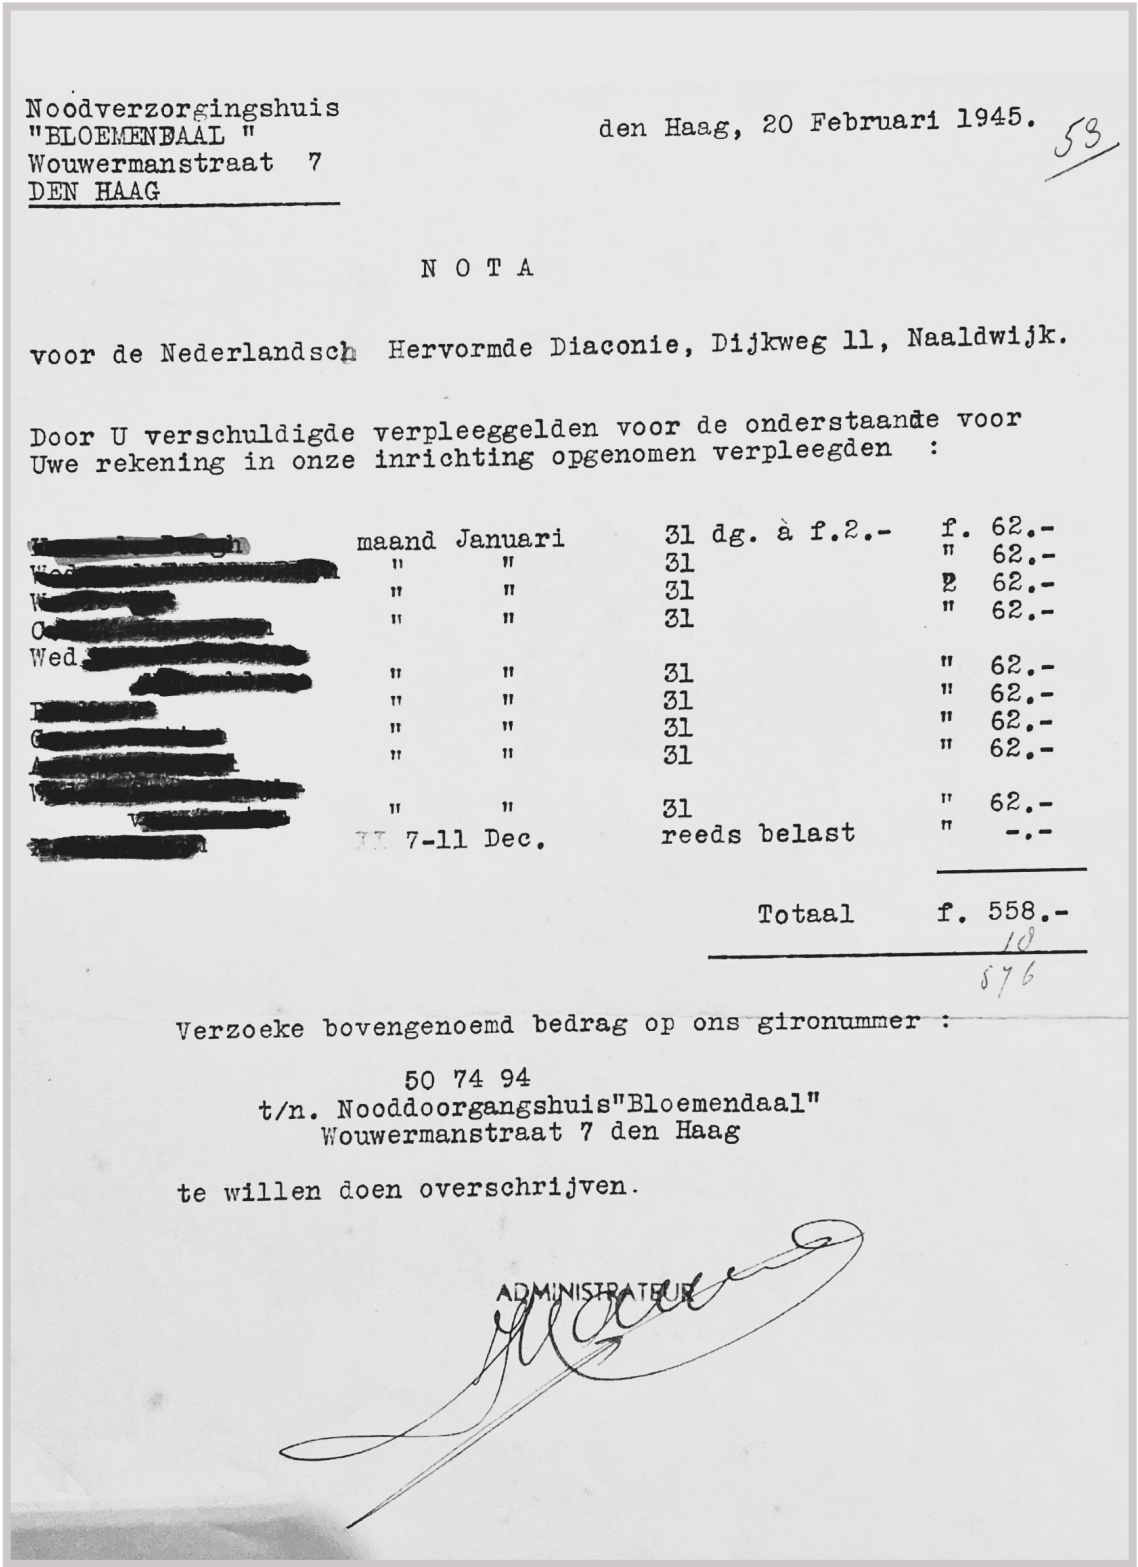 Noodverzorgingshuis
den Haag, 20 Februari 1945.
53
"BLOEMENDAAL "
Wouwermanstraat 7
DEN HAAG
N O T A
voor de Nederlandsch Hervormde Diaconie, Dijkweg 11, Naaldwijk.
Door U verschuldigde verpleeggelden voor de onderstaande voor
Uwe rekening in onze inrichting opgenomen verpleegden :
maand Januari 31 dg. à f.2.- f. 62.-
" " 31 " 62.-
" " 31 2 62.-
" " 31 " 62.-
Wed.
" " 31 " 62.-
" " 31 " 62.-
" " 31 " 62.-
" " 31 " 62.-
" " 31 " 62.-
7-11 Dec. reeds belast " -.-
Totaal f. 558.-
18
576
Verzoeke bovengenoemd bedrag op ons gironummer :
50 74 94
t/n. Nooddoorgangshuis"Bloemendaal"
Wouwermanstraat 7 den Haag
te willen doen overschrijven.
ADMINISTRATEUR